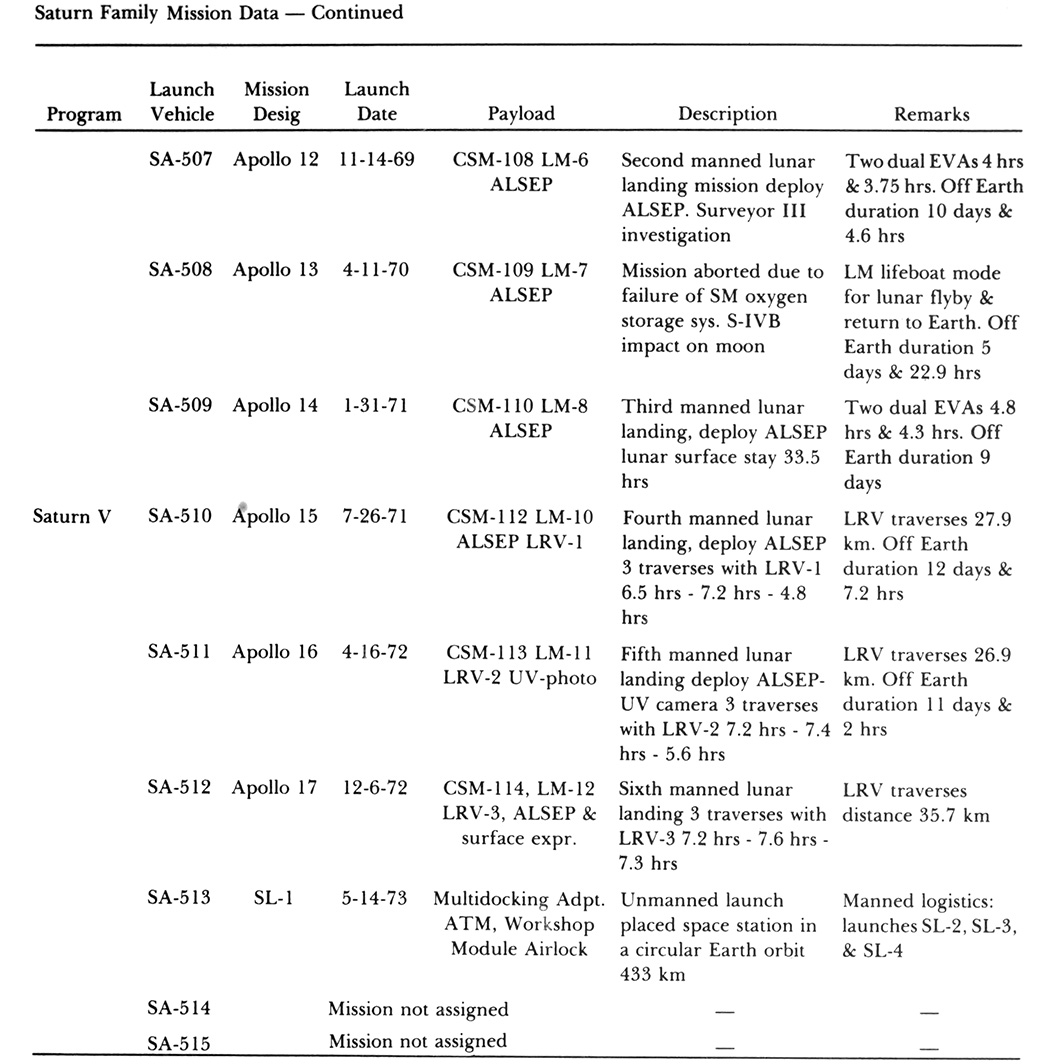 Saturn Family Mission Data — Continued
Program Launch Vehicle Mission Desig Launch Date Payload Description Remarks
SA-507 Apollo 12 11-14-69 CSM-108 LM-6 Second manned lunar Two dual EVAs 4 hrs
ALSEP landing mission deploy & 3.75 hrs. Off Earth
ALSEP. Surveyor III duration 10 days &
investigation 4.6 hrs
SA-508 Apollo 13 4-11-70 CSM-109 LM-7 Mission aborted due to LM lifeboat mode
ALSEP failure of SM oxygen for lunar flyby &
storage sys. S-IVB return to Earth. Off
impact on moon Earth duration 5
days & 22.9 hrs
SA-509 Apollo 14 1-31-71 CSM-110 LM-8 Third manned lunar Two dual EVAs 4.8
ALSEP landing, deploy ALSEP hrs & 4.3 hrs. Off
lunar surface stay 33.5 Earth duration 9
hrs days
Saturn V SA-510 Apollo 15 7-26-71 CSM-112 LM-10 Fourth manned lunar LRV traverses 27.9
ALSEP LRV-1 landing, deploy ALSEP km. Off Earth
3 traverses with LRV-1 duration 12 days &
6.5 hrs - 7.2 hrs - 4.8 7.2 hrs
hrs
SA-511 Apollo 16 4-16-72 CSM-113 LM-11 Fifth manned lunar LRV traverses 26.9
LRV-2 UV-photo landing deploy ALSEP- km. Off Earth
UV camera 3 traverses duration 11 days &
with LRV-2 7.2 hrs - 7.4 2 hrs
hrs - 5.6 hrs
SA-512 Apollo 17 12-6-72 CSM-114, LM-12 Sixth manned lunar LRV traverses
LRV-3, ALSEP & landing 3 traverses with distance 35.7 km
surface expr. LRV-3 7.2 hrs - 7.6 hrs -
7.3 hrs
SA-513 SL-1 5-14-73 Multidocking Adpt. Unmanned launch Manned logistics:
ATM, Workshop placed space station in launches SL-2, SL-3,
Module Airlock a circular Earth orbit & SL-4
433 km
SA-514 Mission not assigned — —
SA-515 Mission not assigned — —